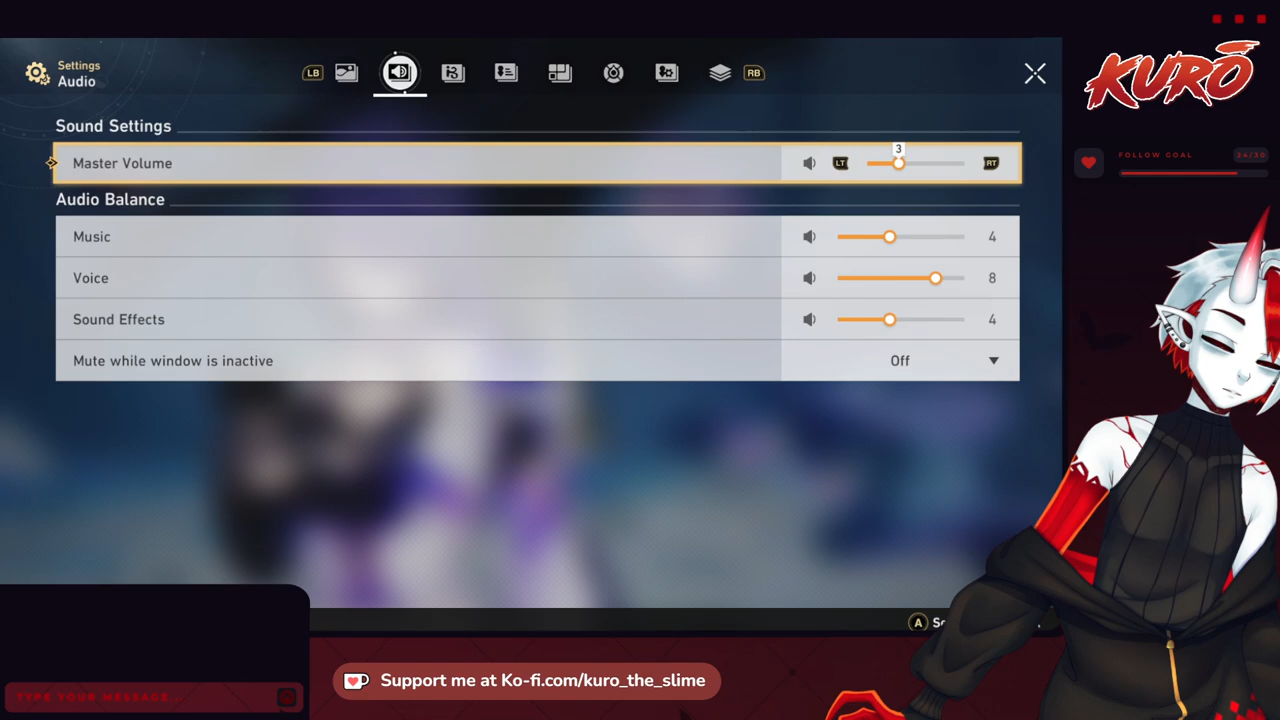 Settings
Audio
LB
RB
KURO
Sound Settings
Master Volume
LT
3
RT
FOLLOW GOAL
24/30
Audio Balance
Music
4
Voice
8
Sound Effects
4
Mute while window is inactive
Off
A
TYPE YOUR MESSAGE...
Support me at Ko-fi.com/kuro_the_slime